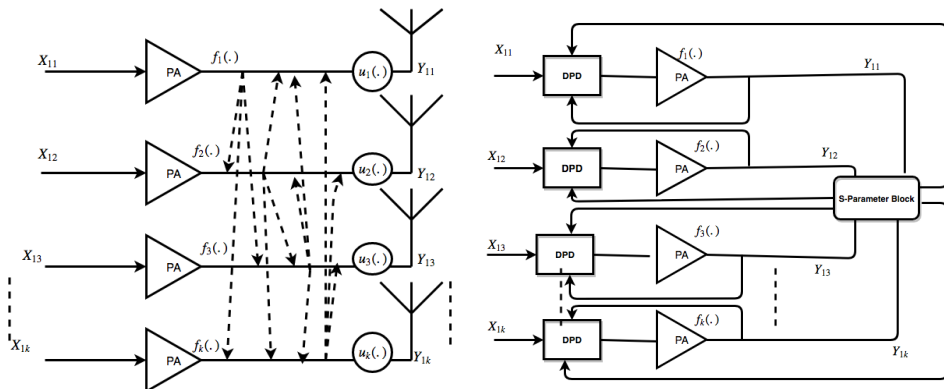 X11
PA
f1(.)
u1(.)
Y11
X12
PA
f2(.)
u2(.)
Y12
X13
PA
f3(.)
u3(.)
Y13
X1k
PA
fk(.)
uk(.)
Y1k
X11
DPD
PA
f1(.)
Y11
X12
DPD
PA
f2(.)
Y12
S-Parameter Block
X13
DPD
PA
f3(.)
Y13
X1k
DPD
PA
fk(.)
Y1k